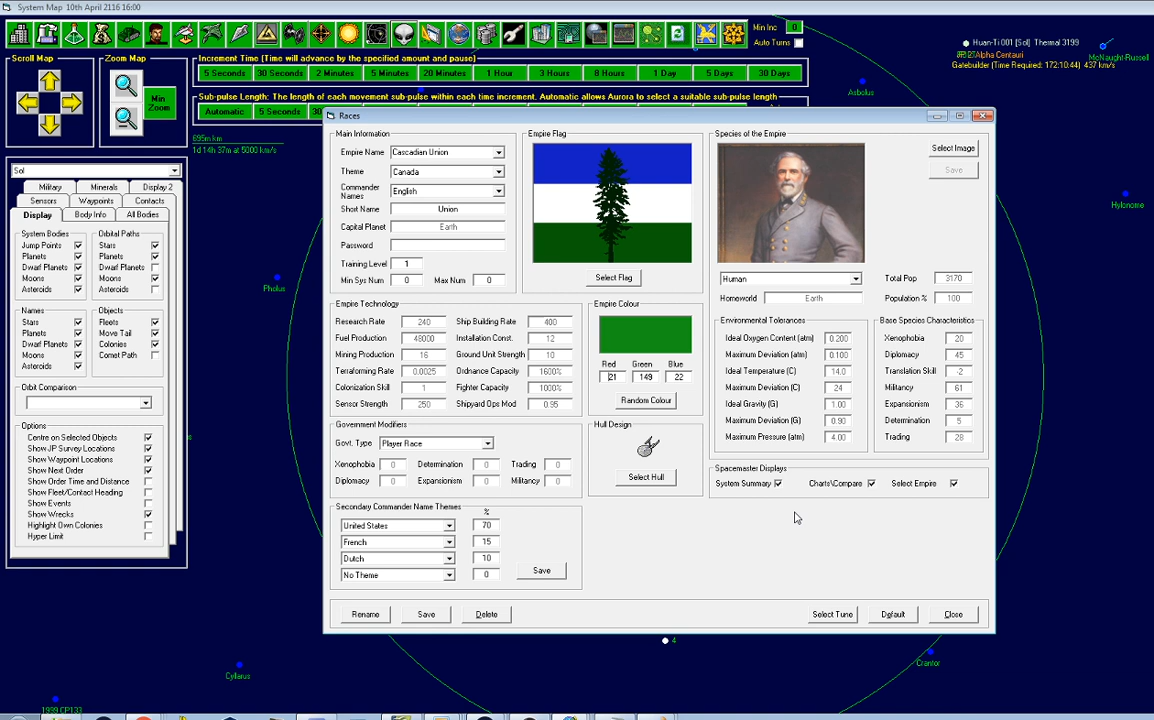 System Map 10th April 2116 16:00
Scroll Map
Zoom Map
Min Zoom
Increment Time [Time will advance by the specified amount and pause]
5 Seconds 30 Seconds 2 Minutes 5 Minutes 20 Minutes 1 Hour 3 Hours 8 Hours 1 Day 5 Days 30 Days
Sub-pulse Length: The length of each movement sub-pulse within each time increment. Automatic allows Aurora to select a suitable sub-pulse length
Automatic 5 Seconds
Min Inc 0
Auto Turns
Huan-Ti 001 [Sol] Thermal 3199
Alpha Centauri
Gatebuilder (Time Required: 172:10:44) 437 km/s
McNaught-Russell
Asbolus
Hylonome
Pholus
Cyllarus
1999 CP133
Crantor
4
695m km
1d 14h 37m at 5000 km/s
Sol
Military Minerals Display 2
Sensors Waypoints Contacts
Display Body Info All Bodies
System Bodies
Jump Points
Planets
Dwarf Planets
Moons
Asteroids
Orbital Paths
Stars
Planets
Dwarf Planets
Moons
Asteroids
Names
Stars
Planets
Dwarf Planets
Moons
Asteroids
Objects
Fleets
Move Tail
Colonies
Comet Path
Orbit Comparison
Options
Centre on Selected Objects
Show JP Survey Locations
Show Waypoint Locations
Show Next Order
Show Order Time and Distance
Show Fleet/Contact Heading
Show Events
Show Wrecks
Highlight Own Colonies
Hyper Limit
Races
Main Information
Empire Name Cascadian Union
Theme Canada
Commander Names English
Short Name Union
Capital Planet Earth
Password
Training Level 1
Min Sys Num 0 Max Num 0
Empire Flag
Select Flag
Species of the Empire
Select Image
Save
Human
Total Pop 3170
Homeworld Earth
Population % 100
Empire Technology
Research Rate 240 Ship Building Rate 400
Fuel Production 48000 Installation Const. 12
Mining Production 16 Ground Unit Strength 10
Terraforming Rate 0.0025 Ordnance Capacity 1600%
Colonization Skill 1 Fighter Capacity 1000%
Sensor Strength 250 Shipyard Ops Mod 0.95
Empire Colour
Red Green Blue
21 149 22
Random Colour
Environmental Tolerances
Ideal Oxygen Content (atm) 0.200
Maximum Deviation (atm) 0.100
Ideal Temperature (C) 14.0
Maximum Deviation (C) 24
Ideal Gravity (G) 1.00
Maximum Deviation (G) 0.90
Maximum Pressure (atm) 4.00
Base Species Characteristics
Xenophobia 20
Diplomacy 45
Translation Skill -2
Militancy 61
Expansionism 36
Determination 5
Trading 28
Government Modifiers
Govt. Type Player Race
Xenophobia 0 Determination 0 Trading 0
Diplomacy 0 Expansionism 0 Militancy 0
Hull Design
Select Hull
Spacemaster Displays
System Summary Charts\Compare Select Empire
Secondary Commander Name Themes %
United States 70
French 15
Dutch 10
No Theme 0
Save
Rename Save Delete Select Tune Default Close